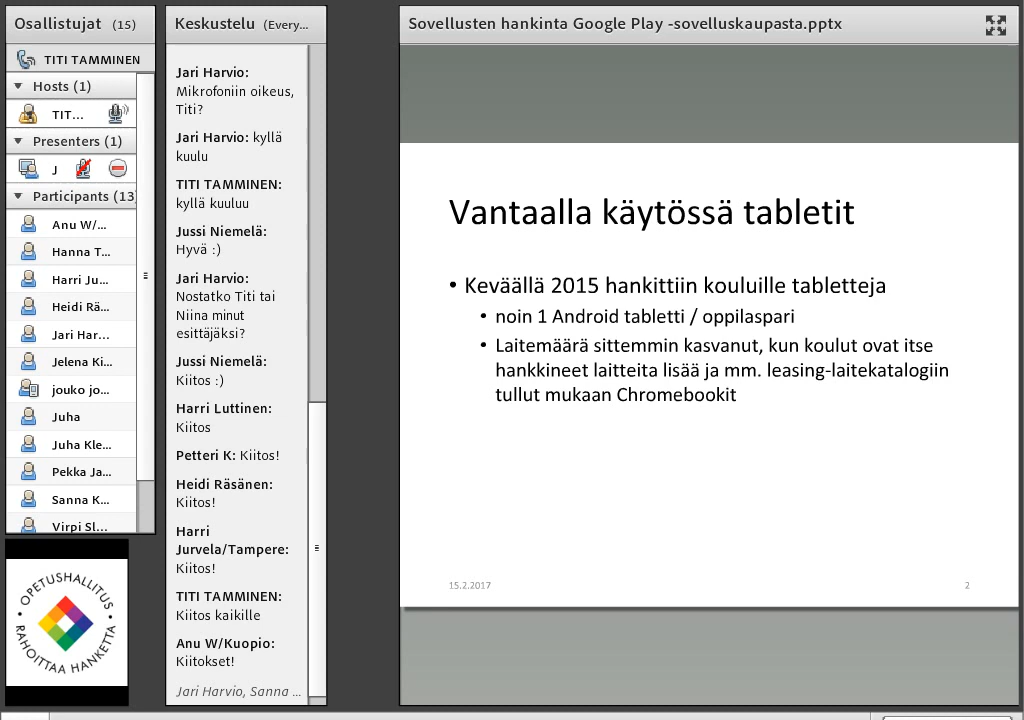 Osallistujat (15)
TITI TAMMINEN
Hosts (1)
TIT...
Presenters (1)
J
Participants (13)
Anu W/...
Hanna T...
Harri Ju...
Heidi Rä...
Jari Har...
Jelena Ki...
jouko jo...
Juha
Juha Kle...
Pekka Ja...
Sanna K...
Virpi Sl...
OPETUSHALLITUS
RAHOITTAA HANKETTA
Keskustelu (Every...
Jari Harvio:
Mikrofoniin oikeus,
Titi?
Jari Harvio: kyllä
kuulu
TITI TAMMINEN:
kyllä kuuluu
Jussi Niemelä:
Hyvä :)
Jari Harvio:
Nostatko Titi tai
Niina minut
esittäjäksi?
Jussi Niemelä:
Kiitos :)
Harri Luttinen:
Kiitos
Petteri K: Kiitos!
Heidi Räsänen:
Kiitos!
Harri
Jurvela/Tampere:
Kiitos!
TITI TAMMINEN:
Kiitos kaikille
Anu W/Kuopio:
Kiitokset!
Jari Harvio, Sanna ...
Sovellusten hankinta Google Play -sovelluskaupasta.pptx
Vantaalla käytössä tabletit
• Keväällä 2015 hankittiin kouluille tabletteja
• noin 1 Android tabletti / oppilaspari
• Laitemäärä sittemmin kasvanut, kun koulut ovat itse
hankkineet laitteita lisää ja mm. leasing-laitekatalogiin
tullut mukaan Chromebookit
15.2.2017
2